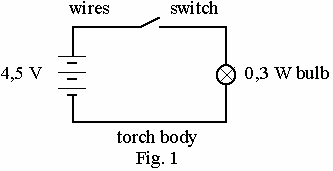 wires switch
4,5 V 0,3 W bulb
torch body
Fig. 1